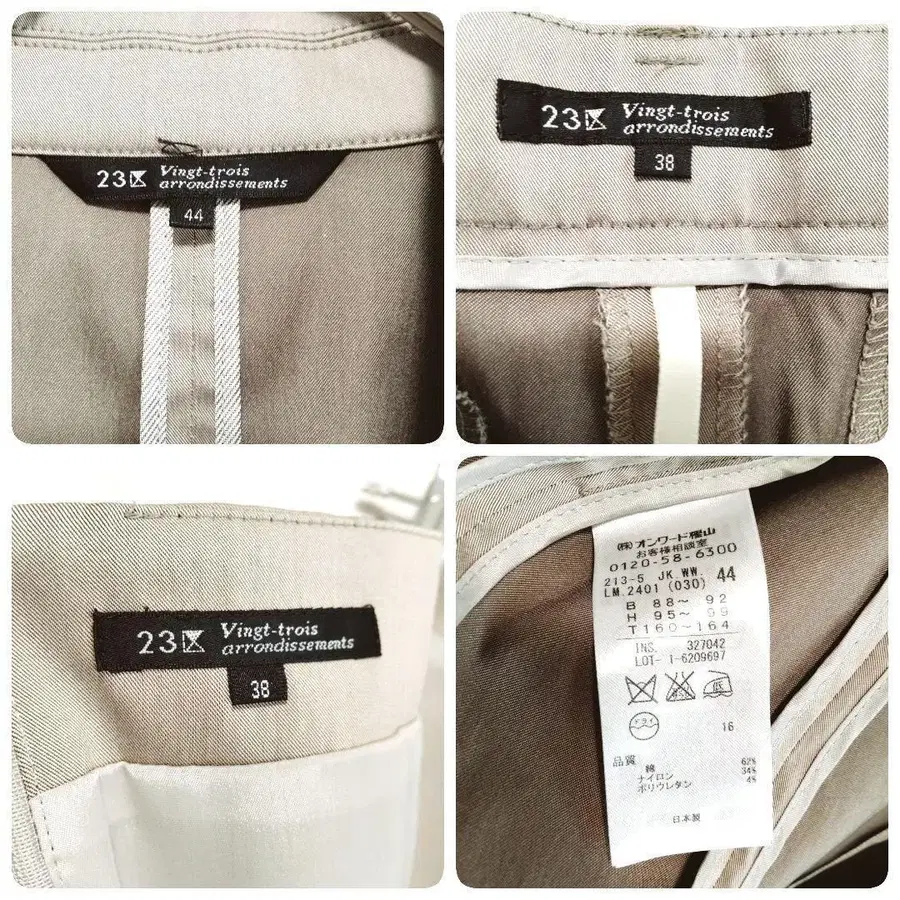 23区 Vingt-trois
arrondissements
44
23区 Vingt-trois
arrondissements
38
23区 Vingt-trois
arrondissements
38
(株)オンワード樫山
お客様相談室
0120-58-6300
213-5 JK.WW. 44
LM.2401 (030)
B 88~ 92
H 95~ 99
T 160~164
INS. 327042
LOT- 1-6209697
ドライ
16
品質 綿 62%
ナイロン 34%
ポリウレタン 4%
日本製